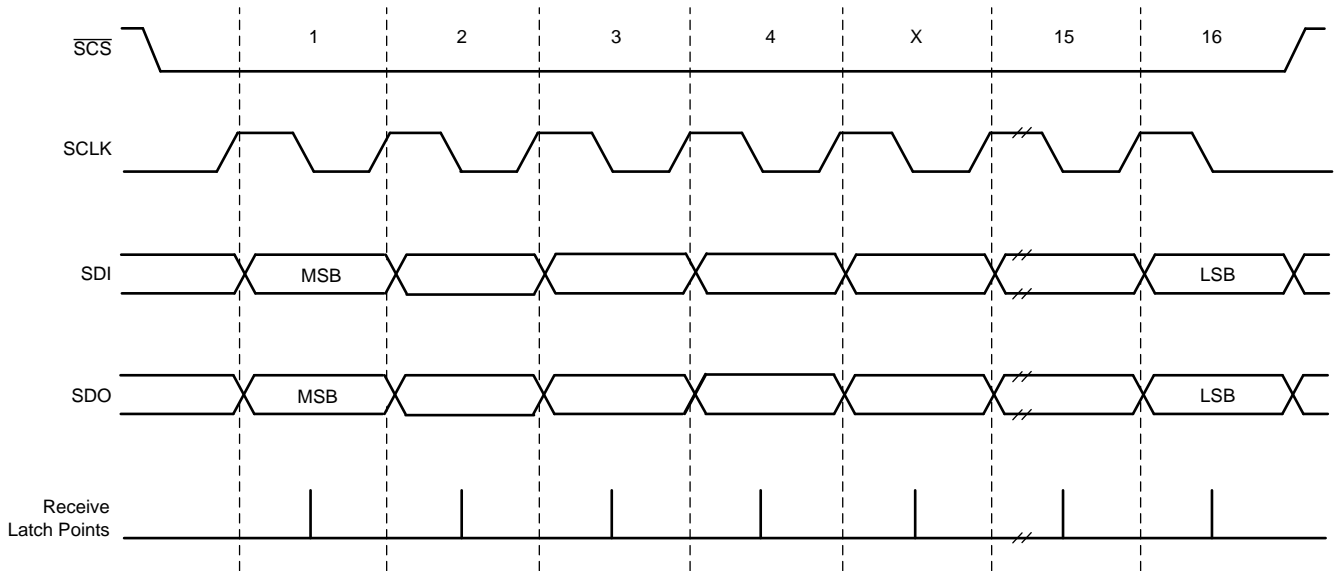 SCS
1 2 3 4 X 15 16
SCLK
SDI
MSB LSB
SDO
MSB LSB
Receive
Latch Points